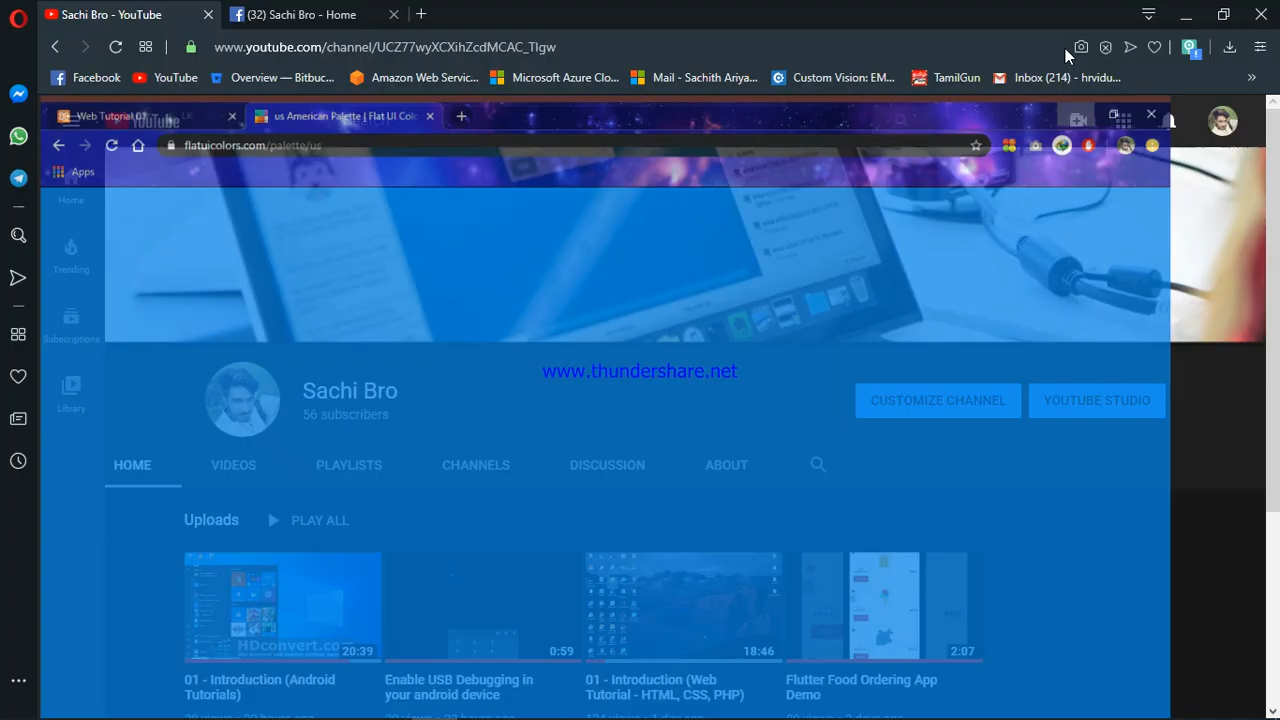 Sachi Bro - YouTube
(32) Sachi Bro - Home
www.youtube.com/channel/UCZ77wyXCXihZcdMCAC_TIgw
Facebook
YouTube
Overview — Bitbuc...
Amazon Web Servic...
Microsoft Azure Clo...
Mail - Sachith Ariya...
Custom Vision: EM...
TamilGun
Inbox (214) - hrvidu...
»
Web Tutorial 07
LK
YouTube
us American Palette | Flat UI Colo
flatuicolors.com/palette/us
Apps
Home
Trending
Subscriptions
Library
www.thundershare.net
Sachi Bro
56 subscribers
CUSTOMIZE CHANNEL
YOUTUBE STUDIO
HOME
VIDEOS
PLAYLISTS
CHANNELS
DISCUSSION
ABOUT
Uploads
PLAY ALL
HDconvert.co
20:39
0:59
18:46
2:07
01 - Introduction (Android
Tutorials)
Enable USB Debugging in
your android device
01 - Introduction (Web
Tutorial - HTML, CSS, PHP)
Flutter Food Ordering App
Demo